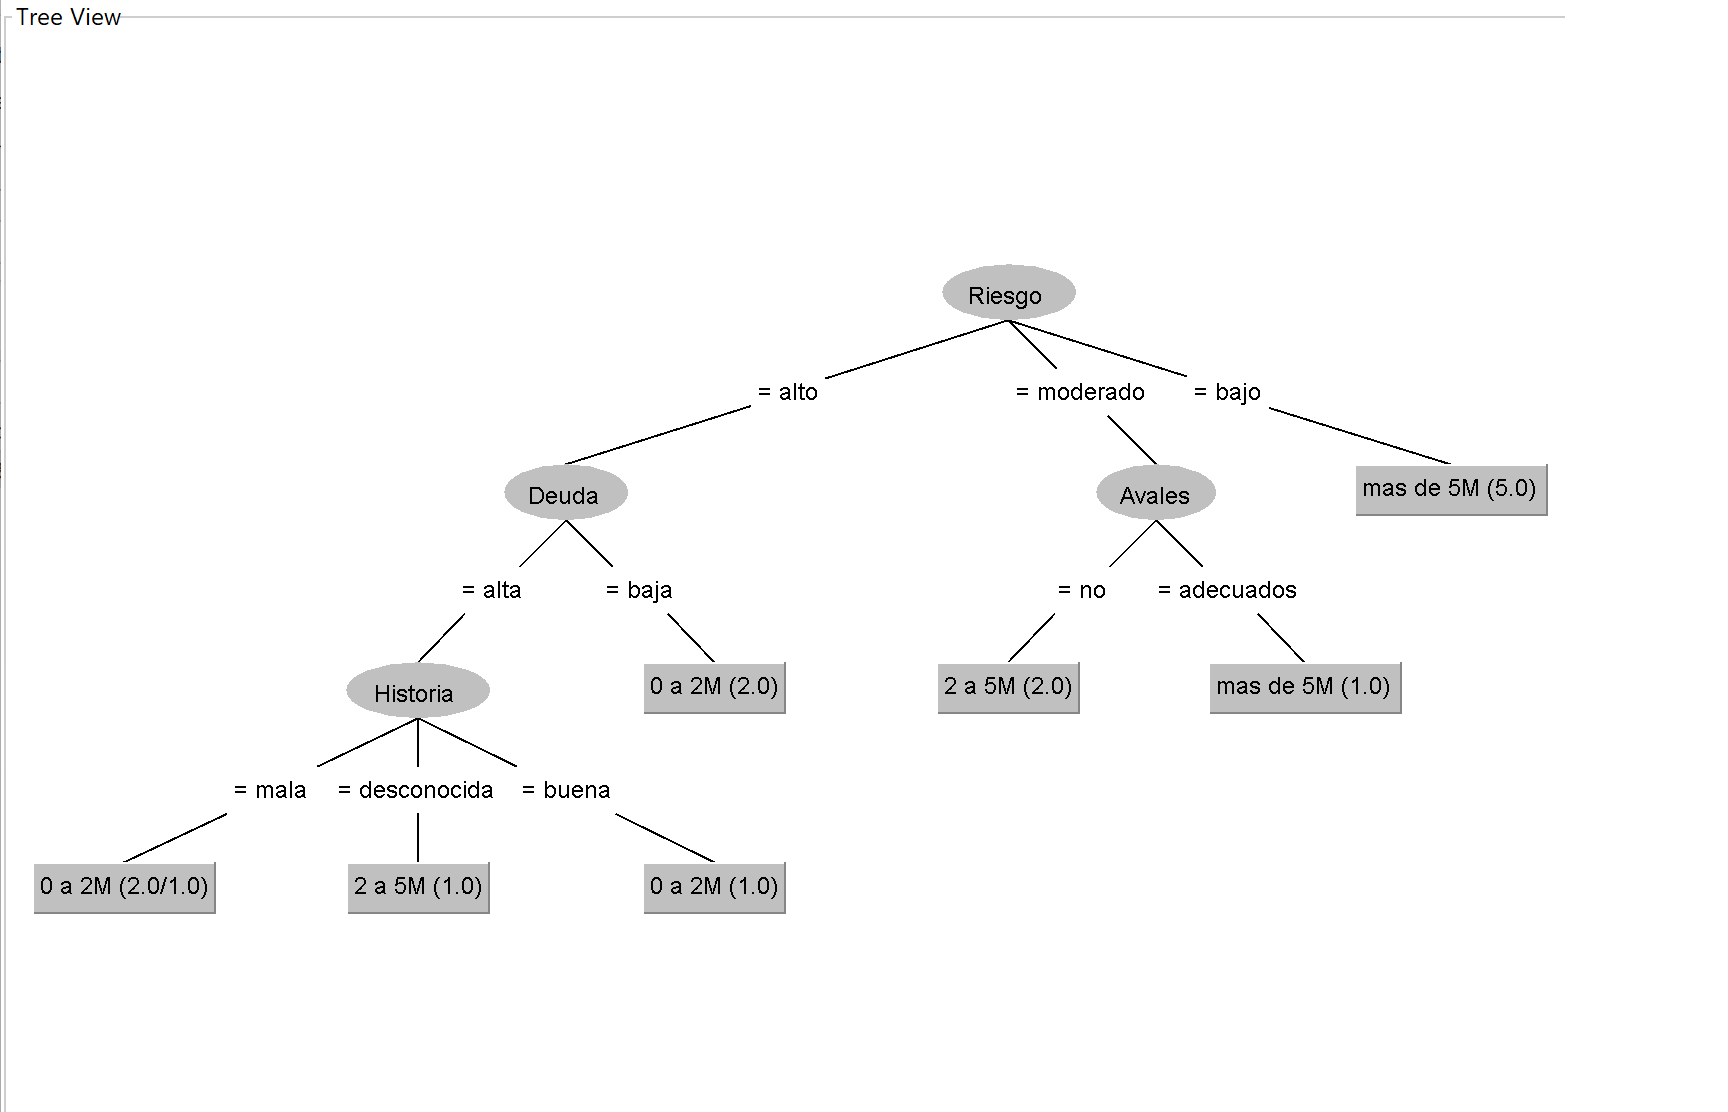 Tree View
Riesgo
= alto
= moderado
= bajo
Deuda
Avales
mas de 5M (5.0)
= alta
= baja
= no
= adecuados
Historia
0 a 2M (2.0)
2 a 5M (2.0)
mas de 5M (1.0)
= mala
= desconocida
= buena
0 a 2M (2.0/1.0)
2 a 5M (1.0)
0 a 2M (1.0)